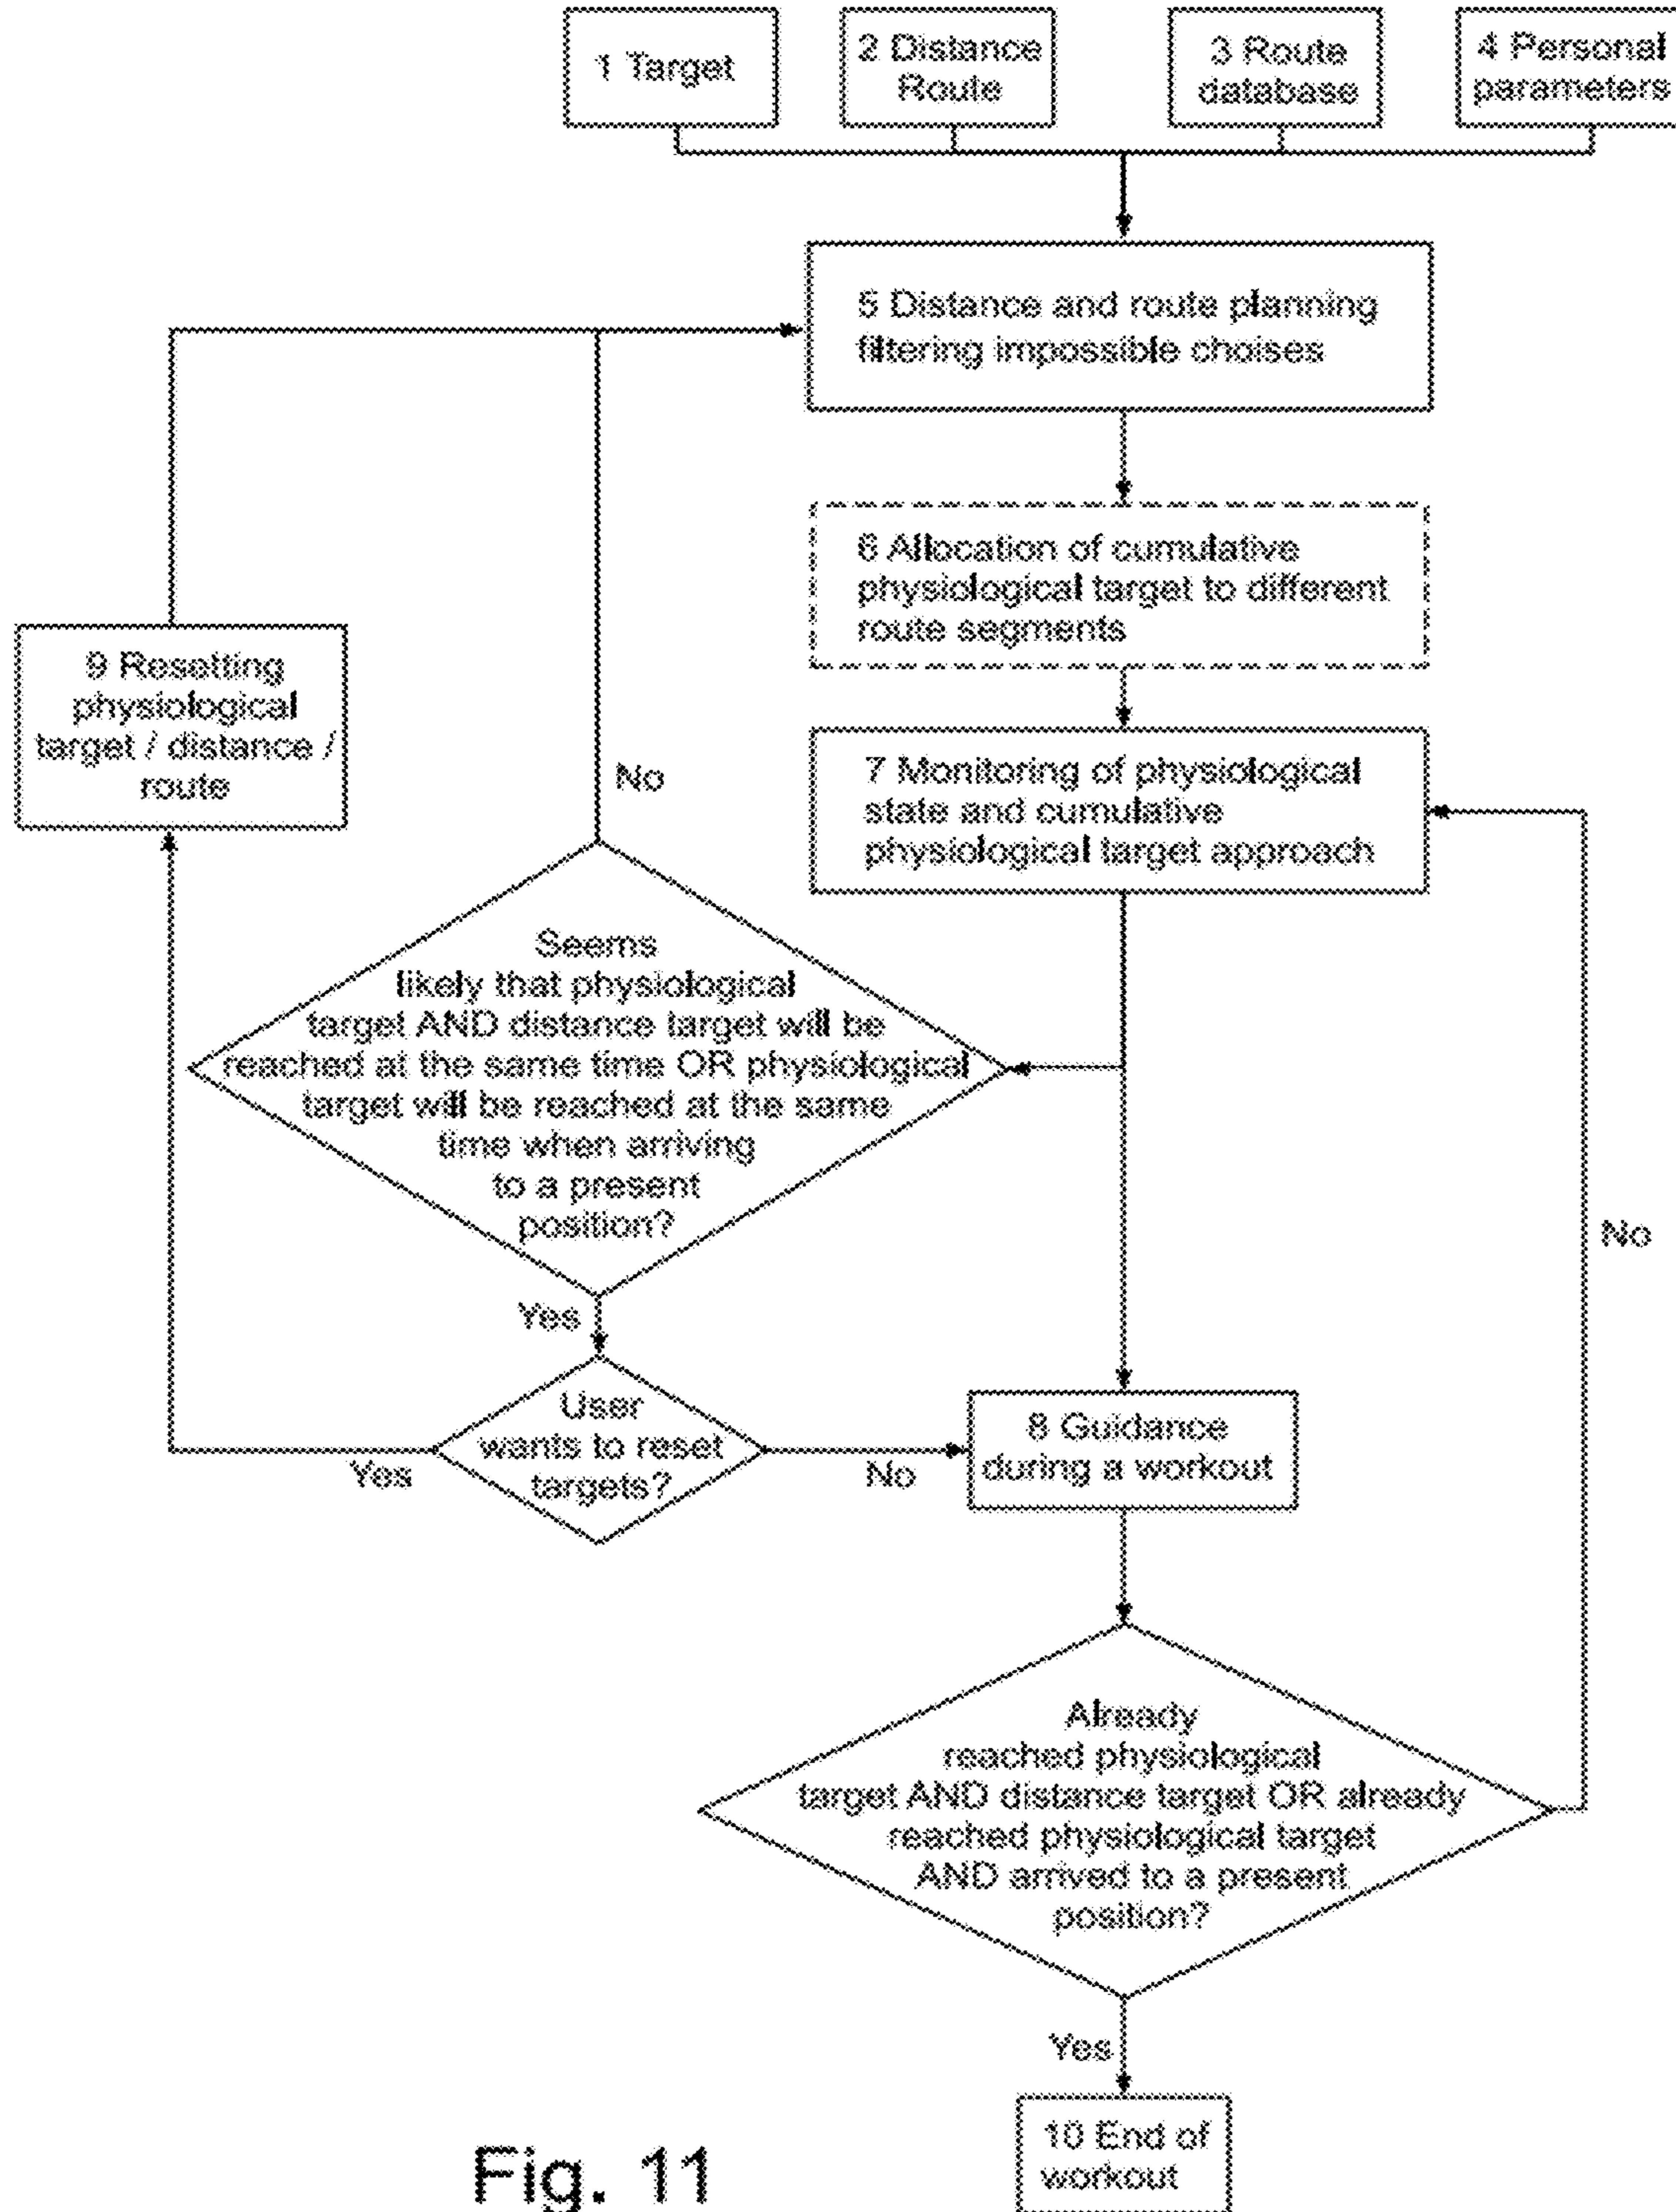 1 Target
2 Distance
Route
3 Route
database
4 Personal
parameters
5 Distance and route planning
filtering impossible choises
6 Allocation of cumulative
physiological target to different
route segments
9 Resetting
physiological
target / distance /
route
7 Monitoring of physiological
state and cumulative
physiological target approach
No
Seems
likely that physiological
target AND distance target will be
reached at the same time OR physiological
target will be reached at the same
time when arriving
to a present
position?
No
Yes
User
wants to reset
targets?
Yes
No
8 Guidance
during a workout
Already
reached physiological
target AND distance target OR already
reached physiological target
AND arrived to a present
position?
Yes
10 End of
workout
Fig. 11